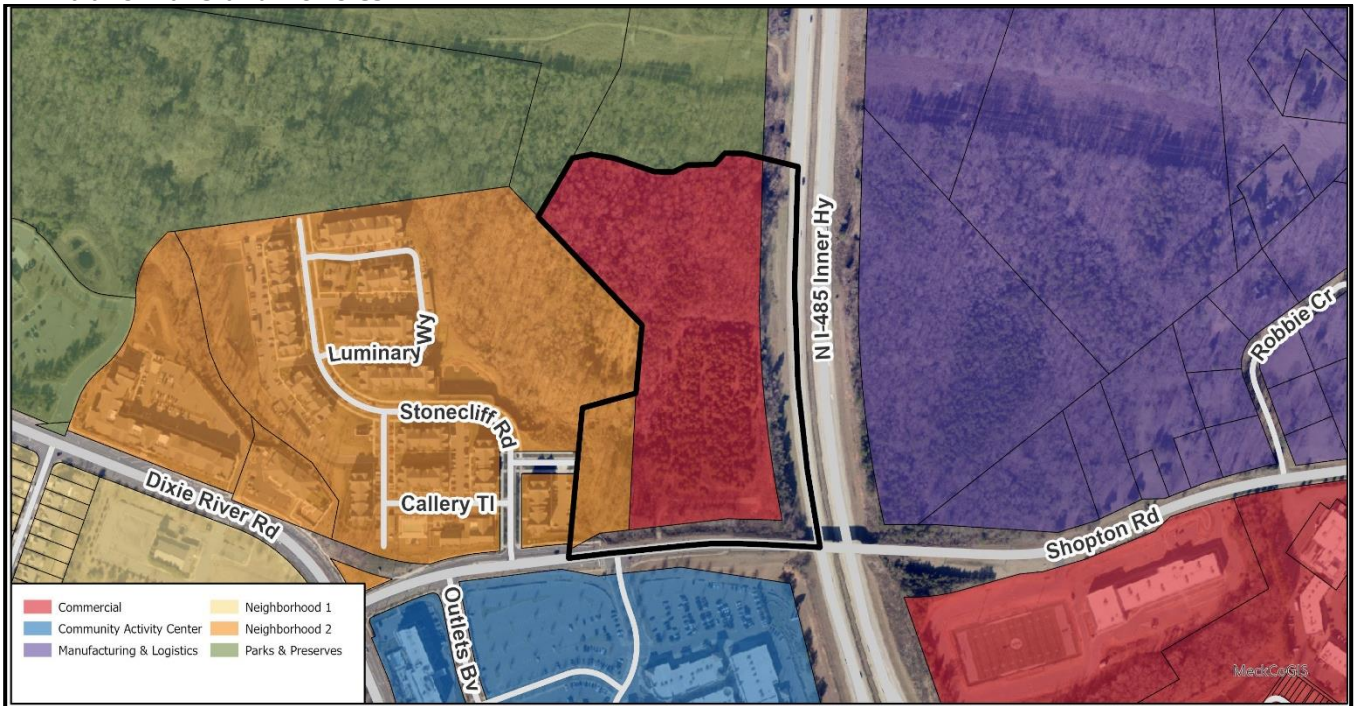 N I-485 Inner Hy
Robbie Cr
Luminary Wy
Stonecliff Rd
Callery Tl
Dixie River Rd
Shopton Rd
Outlets Bv
Commercial
Community Activity Center
Manufacturing & Logistics
Neighborhood 1
Neighborhood 2
Parks & Preserves
MeckCoGIS